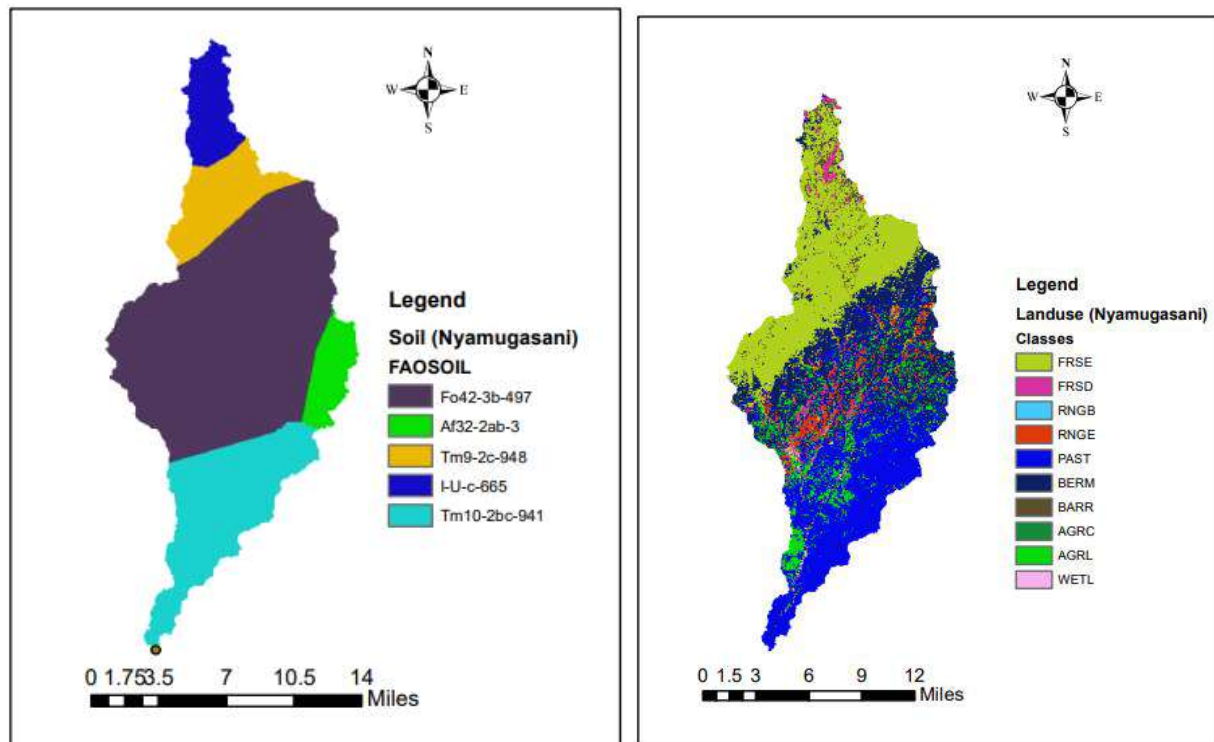 N
W E
S
Legend
Soil (Nyamugasani)
FAOSOIL
Fo42-3b-497
Af32-2ab-3
Tm9-2c-948
I-U-c-665
Tm10-2bc-941
0 1.75 3.5 7 10.5 14
Miles
N
W E
S
Legend
Landuse (Nyamugasani)
Classes
FRSE
FRSD
RNGB
RNGE
PAST
BERM
BARR
AGRC
AGRL
WETL
0 1.5 3 6 9 12
Miles